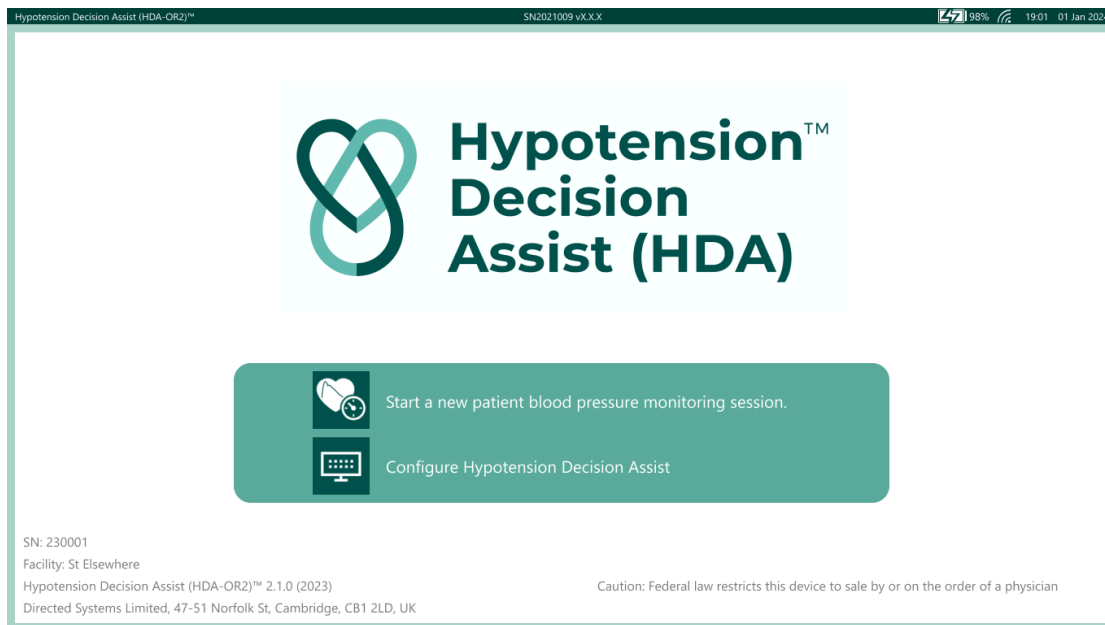 Hypotension Decision Assist (HDA-OR2)™ SN2021009 vX.X.X 98% 19:01 01 Jan 2024
Hypotension™
Decision
Assist (HDA)
Start a new patient blood pressure monitoring session.
Configure Hypotension Decision Assist
SN: 230001
Facility: St Elsewhere
Hypotension Decision Assist (HDA-OR2)™ 2.1.0 (2023) Caution: Federal law restricts this device to sale by or on the order of a physician
Directed Systems Limited, 47-51 Norfolk St, Cambridge, CB1 2LD, UK